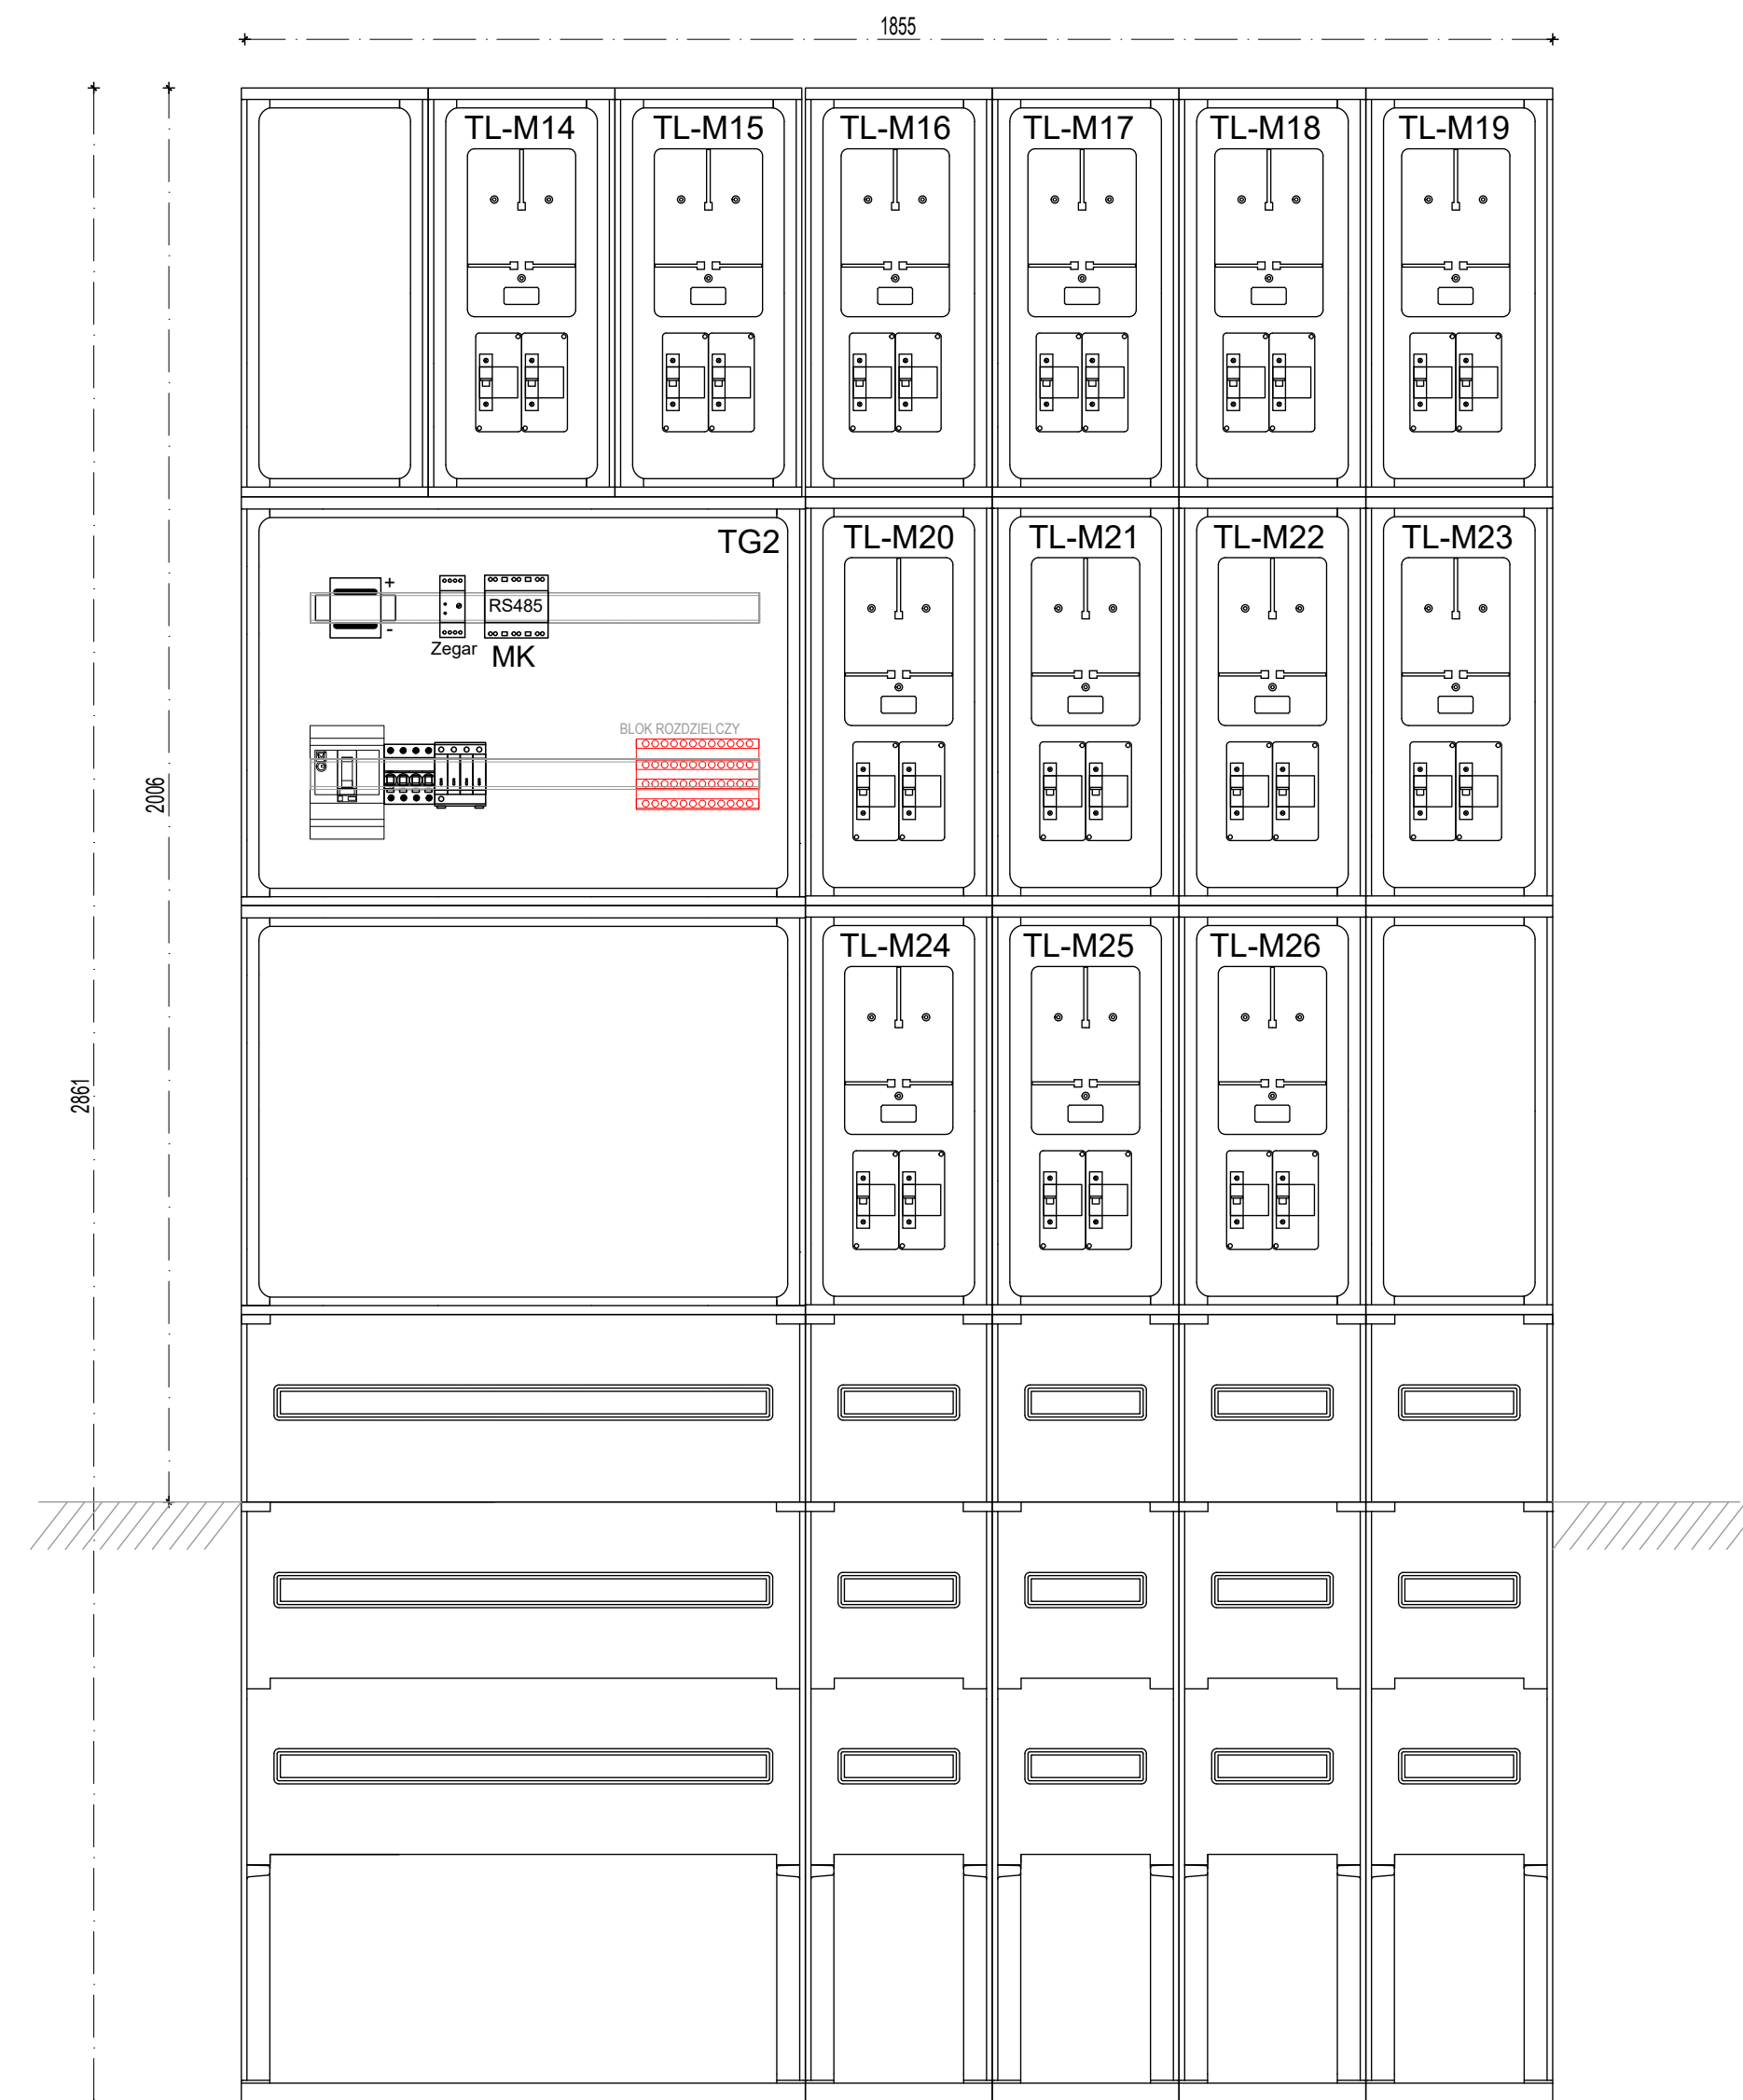 1855
TL-M14 TL-M15 TL-M16 TL-M17 TL-M18 TL-M19
TG2 TL-M20 TL-M21 TL-M22 TL-M23
+
RS485
-
Zegar MK
BLOK ROZDZIELCZY
2006
TL-M24 TL-M25 TL-M26
2861